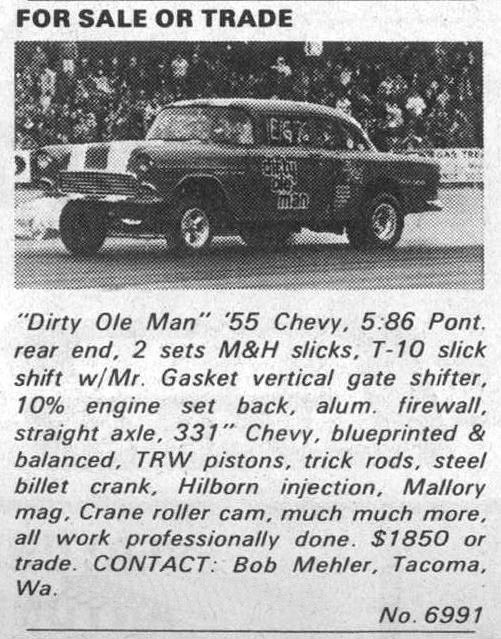 FOR SALE OR TRADE
dirty
ole
man
"Dirty Ole Man" '55 Chevy, 5:86 Pont.
rear end, 2 sets M&H slicks, T-10 slick
shift w/Mr. Gasket vertical gate shifter,
10% engine set back, alum. firewall,
straight axle, 331" Chevy, blueprinted &
balanced, TRW pistons, trick rods, steel
billet crank, Hilborn injection, Mallory
mag, Crane roller cam, much much more,
all work professionally done. $1850 or
trade. CONTACT: Bob Mehler, Tacoma,
Wa.
No. 6991